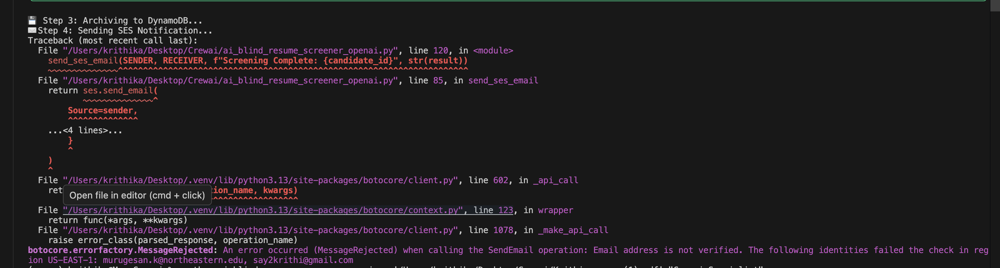 💾 Step 3: Archiving to DynamoDB...
✉️Step 4: Sending SES Notification...
Traceback (most recent call last):
  File "/Users/krithika/Desktop/Crewai/ai_blind_resume_screener_openai.py", line 120, in <module>
    send_ses_email(SENDER, RECEIVER, f"Screening Complete: {candidate_id}", str(result))
    ~~~~~~~~~~~~~~^^^^^^^^^^^^^^^^^^^^^^^^^^^^^^^^^^^^^^^^^^^^^^^^^^^^^^^^^^^^^^^^^^^^^^
  File "/Users/krithika/Desktop/Crewai/ai_blind_resume_screener_openai.py", line 85, in send_ses_email
    return ses.send_email(
           ~~~~~~~~~~~~~~^
        Source=sender,
        ^^^^^^^^^^^^^^
    ...<4 lines>...
        }
        ^
    )
    ^
  File "/Users/krithika/Desktop/.venv/lib/python3.13/site-packages/botocore/client.py", line 602, in _api_call
    ret
Open file in editor (cmd + click)
ion_name, kwargs)
^^^^^^^^^^^^^^^^^
  File "/Users/krithika/Desktop/.venv/lib/python3.13/site-packages/botocore/context.py", line 123, in wrapper
    return func(*args, **kwargs)
  File "/Users/krithika/Desktop/.venv/lib/python3.13/site-packages/botocore/client.py", line 1078, in _make_api_call
    raise error_class(parsed_response, operation_name)
botocore.errorfactory.MessageRejected: An error occurred (MessageRejected) when calling the SendEmail operation: Email address is not verified. The following identities failed the check in reg
ion US-EAST-1: murugesan.k@northeastern.edu, say2krithi@gmail.com